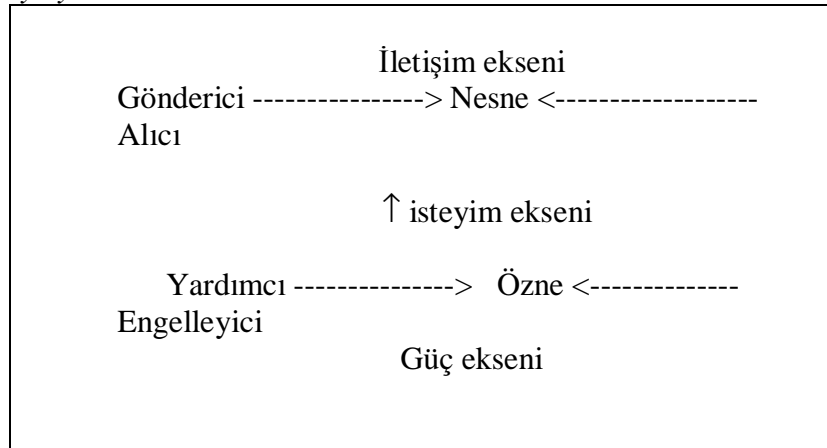 İletişim ekseni
Gönderici ----------------> Nesne <-------------------
Alıcı
↑ isteyim ekseni
Yardımcı ---------------> Özne <--------------
Engelleyici
Güç ekseni